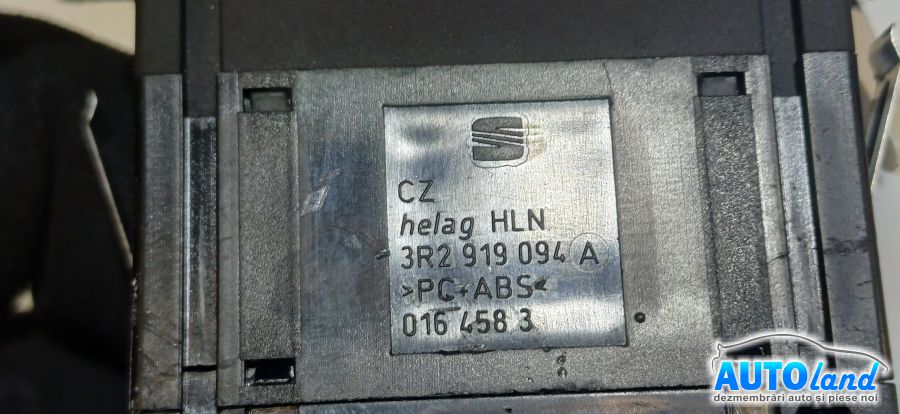 CZ
helag HLN
3R2 919 094 A
>PC+ABS<
016 458 3
AUTOland
dezmembrări auto și piese noi